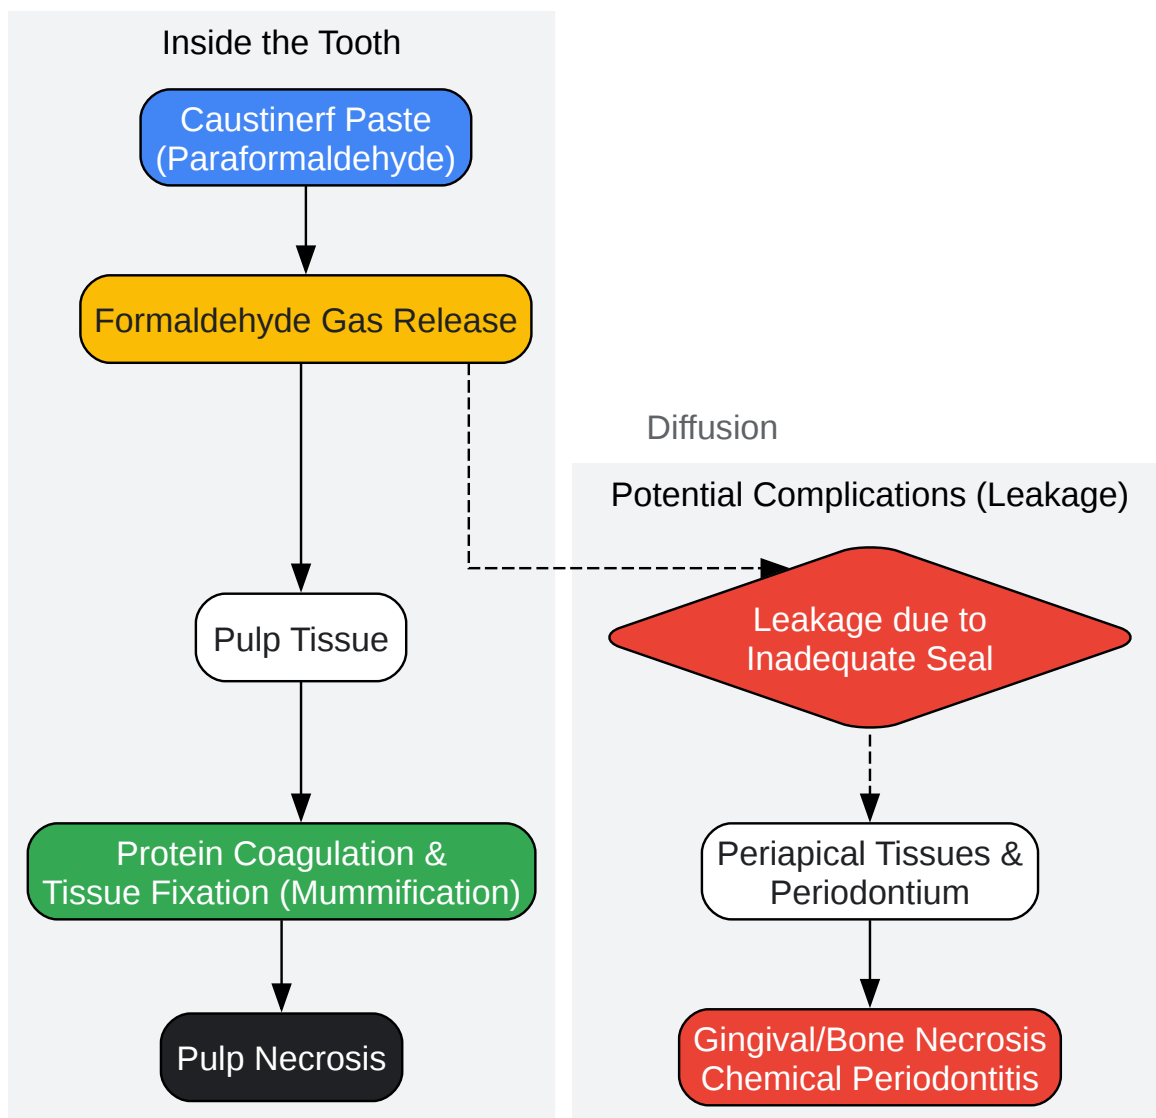 Inside the Tooth
Caustinerf Paste
(Paraformaldehyde)
Formaldehyde Gas Release
Pulp Tissue
Protein Coagulation &
Tissue Fixation (Mummification)
Pulp Necrosis
Diffusion
Potential Complications (Leakage)
Leakage due to
Inadequate Seal
Periapical Tissues &
Periodontium
Gingival/Bone Necrosis
Chemical Periodontitis